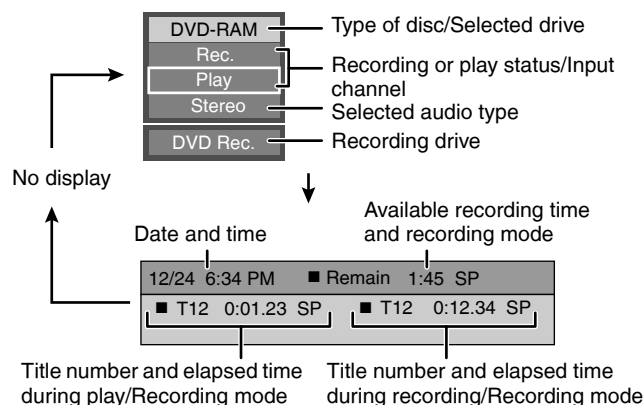 DVD-RAM
Type of disc/Selected drive
Rec.
Play
Recording or play status/Input
channel
Stereo
Selected audio type
DVD Rec.
Recording drive
No display
Date and time
Available recording time
and recording mode
12/24 6:34 PM ■ Remain 1:45 SP
■ T12 0:01.23 SP ■ T12 0:12.34 SP
Title number and elapsed time
during play/Recording mode
Title number and elapsed time
during recording/Recording mode